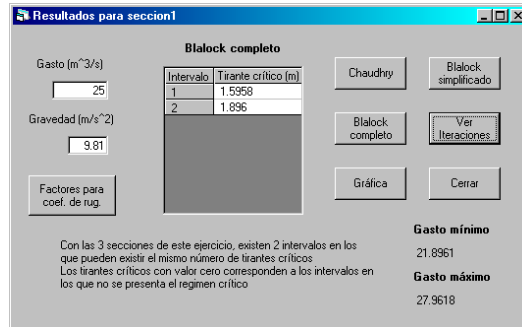 Resultados para seccion1
Blalock completo
Gasto (m^3/s)
25
Gravedad (m/s^2)
9.81
Factores para
coef. de rug.
Intervalo Tirante crítico (m)
1 1.5958
2 1.896
Chaudhry
Blalock
simplificado
Blalock
completo
Ver
Iteraciones
Gráfica
Cerrar
Con las 3 secciones de este ejercicio, existen 2 intervalos en los
que pueden existir el mismo número de tirantes críticos
Los tirantes críticos con valor cero corresponden a los intervalos en
los que no se presenta el regimen crítico
Gasto mínimo
21.8961
Gasto máximo
27.9618